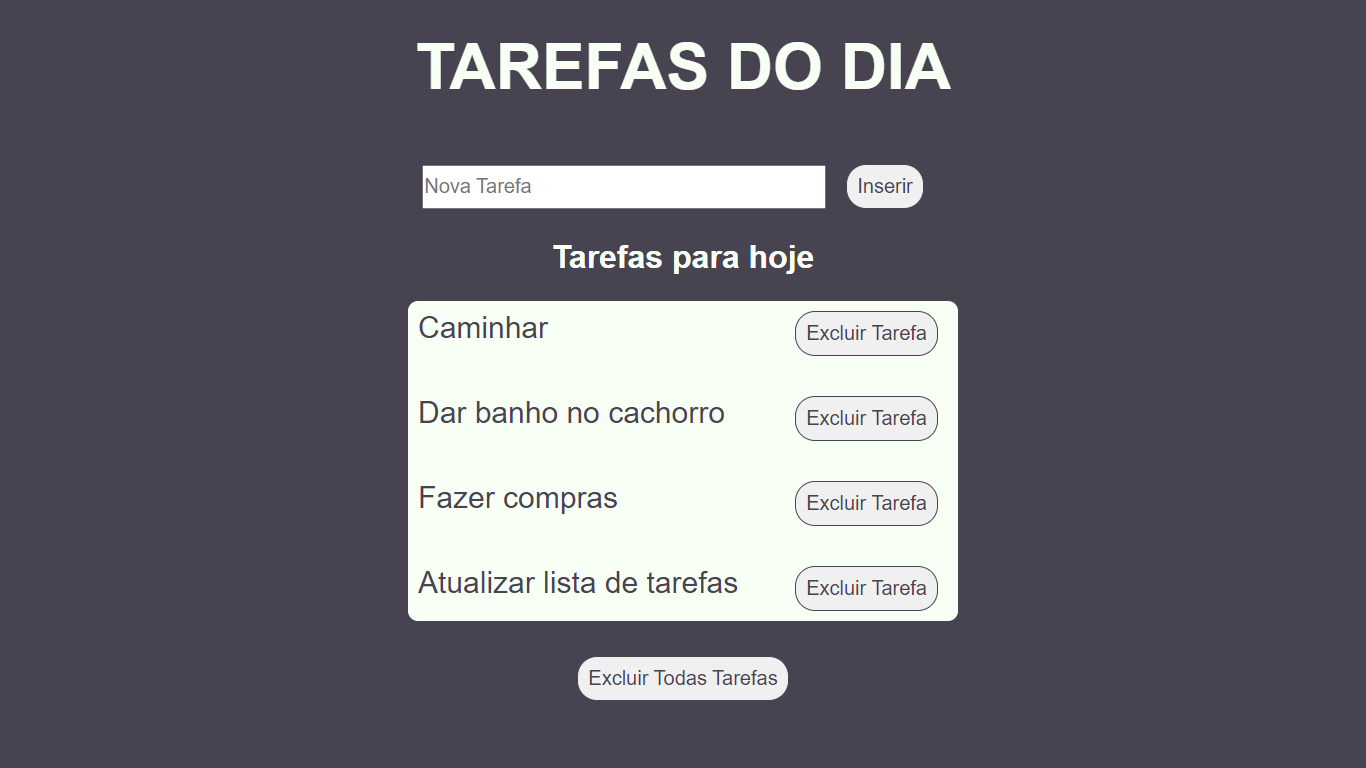 TAREFAS DO DIA
Nova Tarefa Inserir
Tarefas para hoje
Caminhar Excluir Tarefa
Dar banho no cachorro Excluir Tarefa
Fazer compras Excluir Tarefa
Atualizar lista de tarefas Excluir Tarefa
Excluir Todas Tarefas